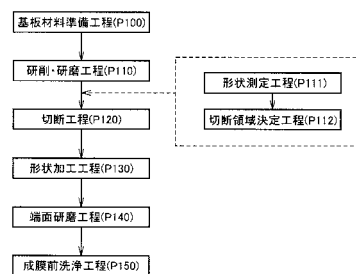 基板材料準備工程(P100)
研削・研磨工程(P110)
形状測定工程(P111)
切断領域決定工程(P112)
切断工程(P120)
形状加工工程(P130)
端面研磨工程(P140)
成膜前洗浄工程(P150)